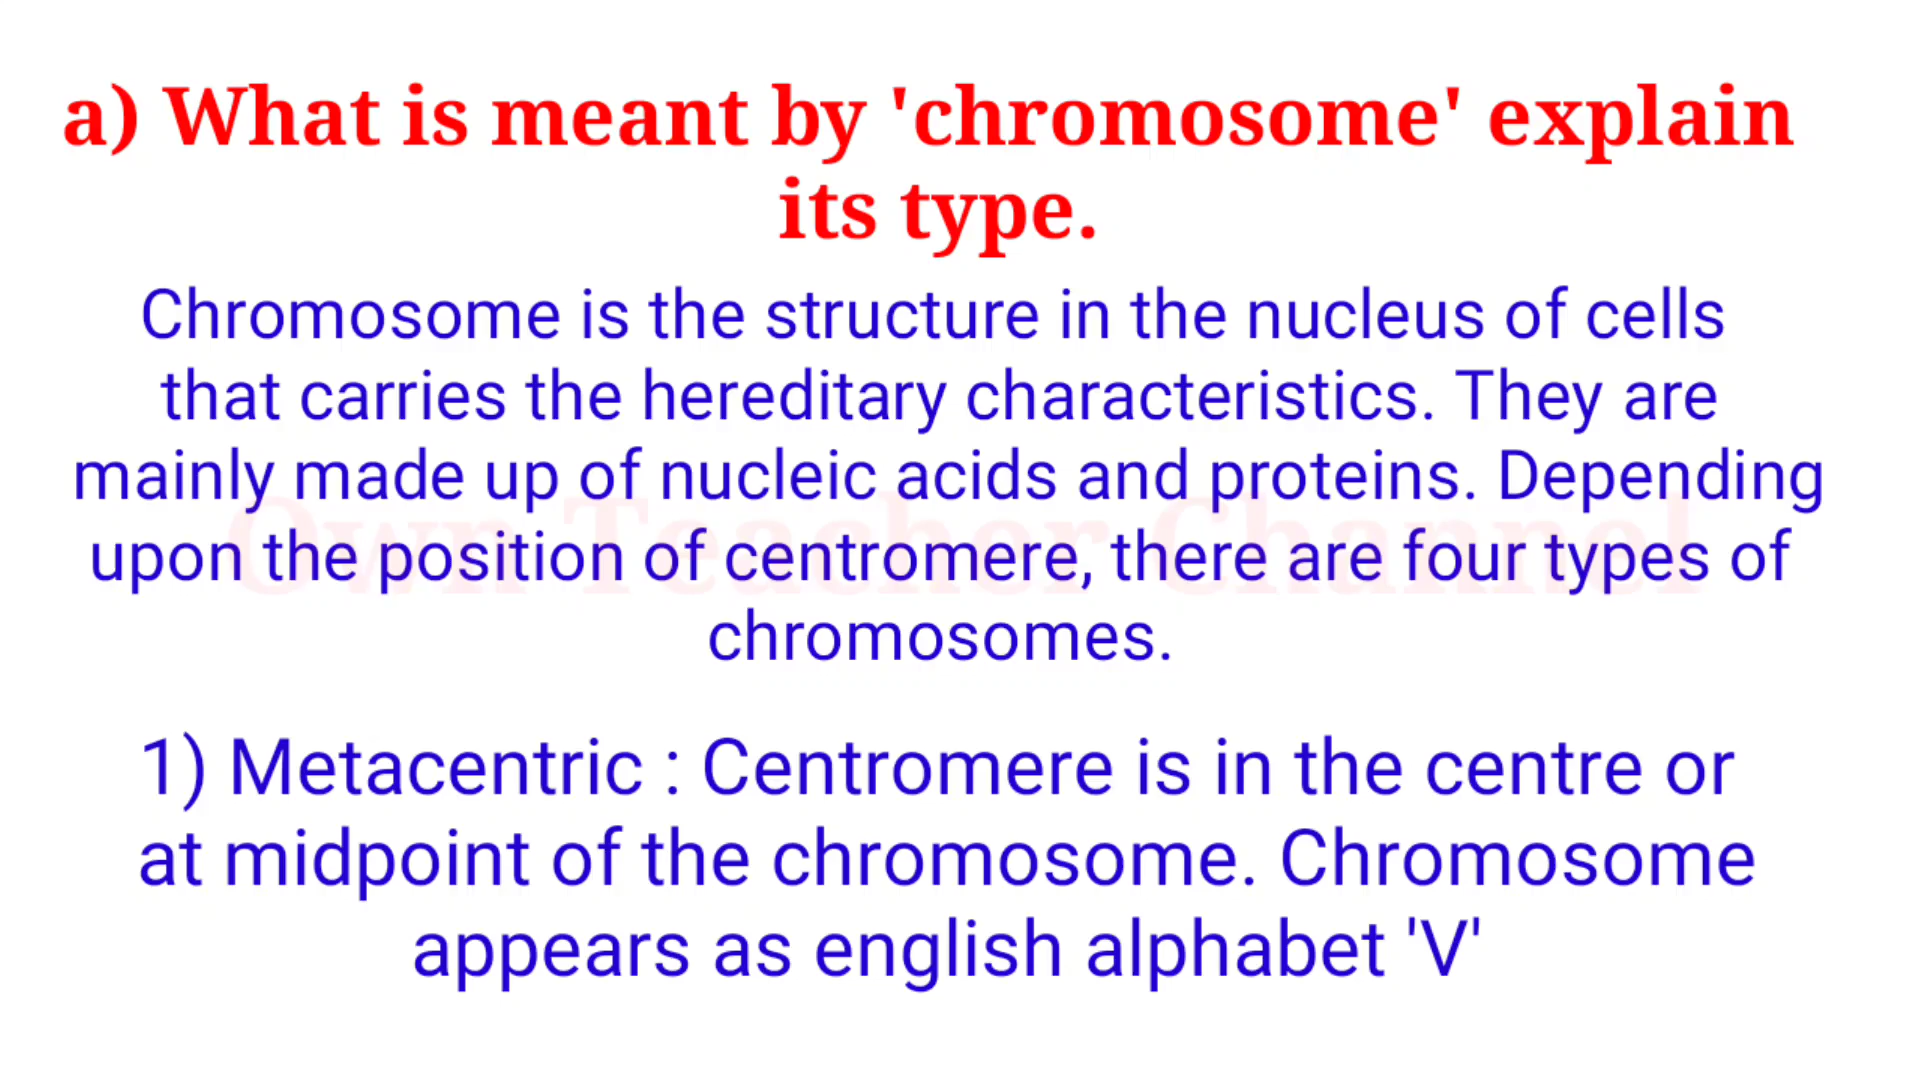 a) What is meant by 'chromosome' explain
its type.
Chromosome is the structure in the nucleus of cells
that carries the hereditary characteristics. They are
mainly made up of nucleic acids and proteins. Depending
upon the position of centromere, there are four types of
chromosomes.
Own Teacher Channel
1) Metacentric : Centromere is in the centre or
at midpoint of the chromosome. Chromosome
appears as english alphabet 'V'